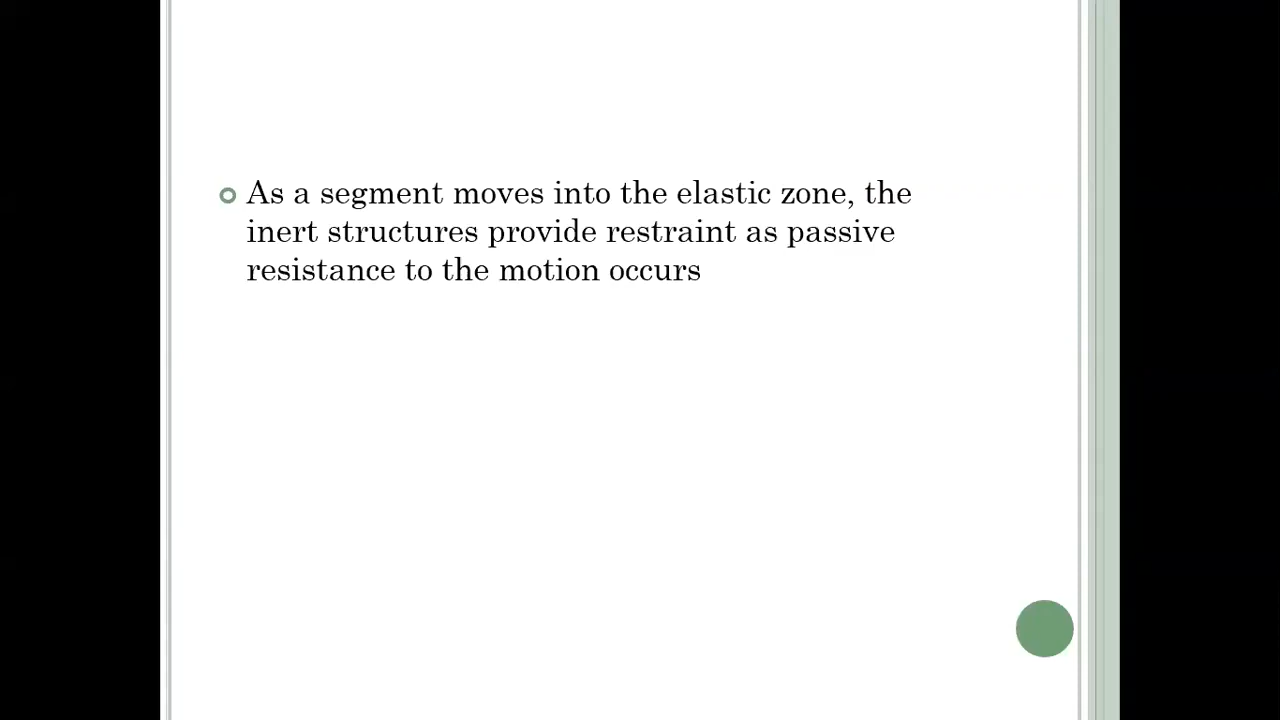 As a segment moves into the elastic zone, the
inert structures provide restraint as passive
resistance to the motion occurs